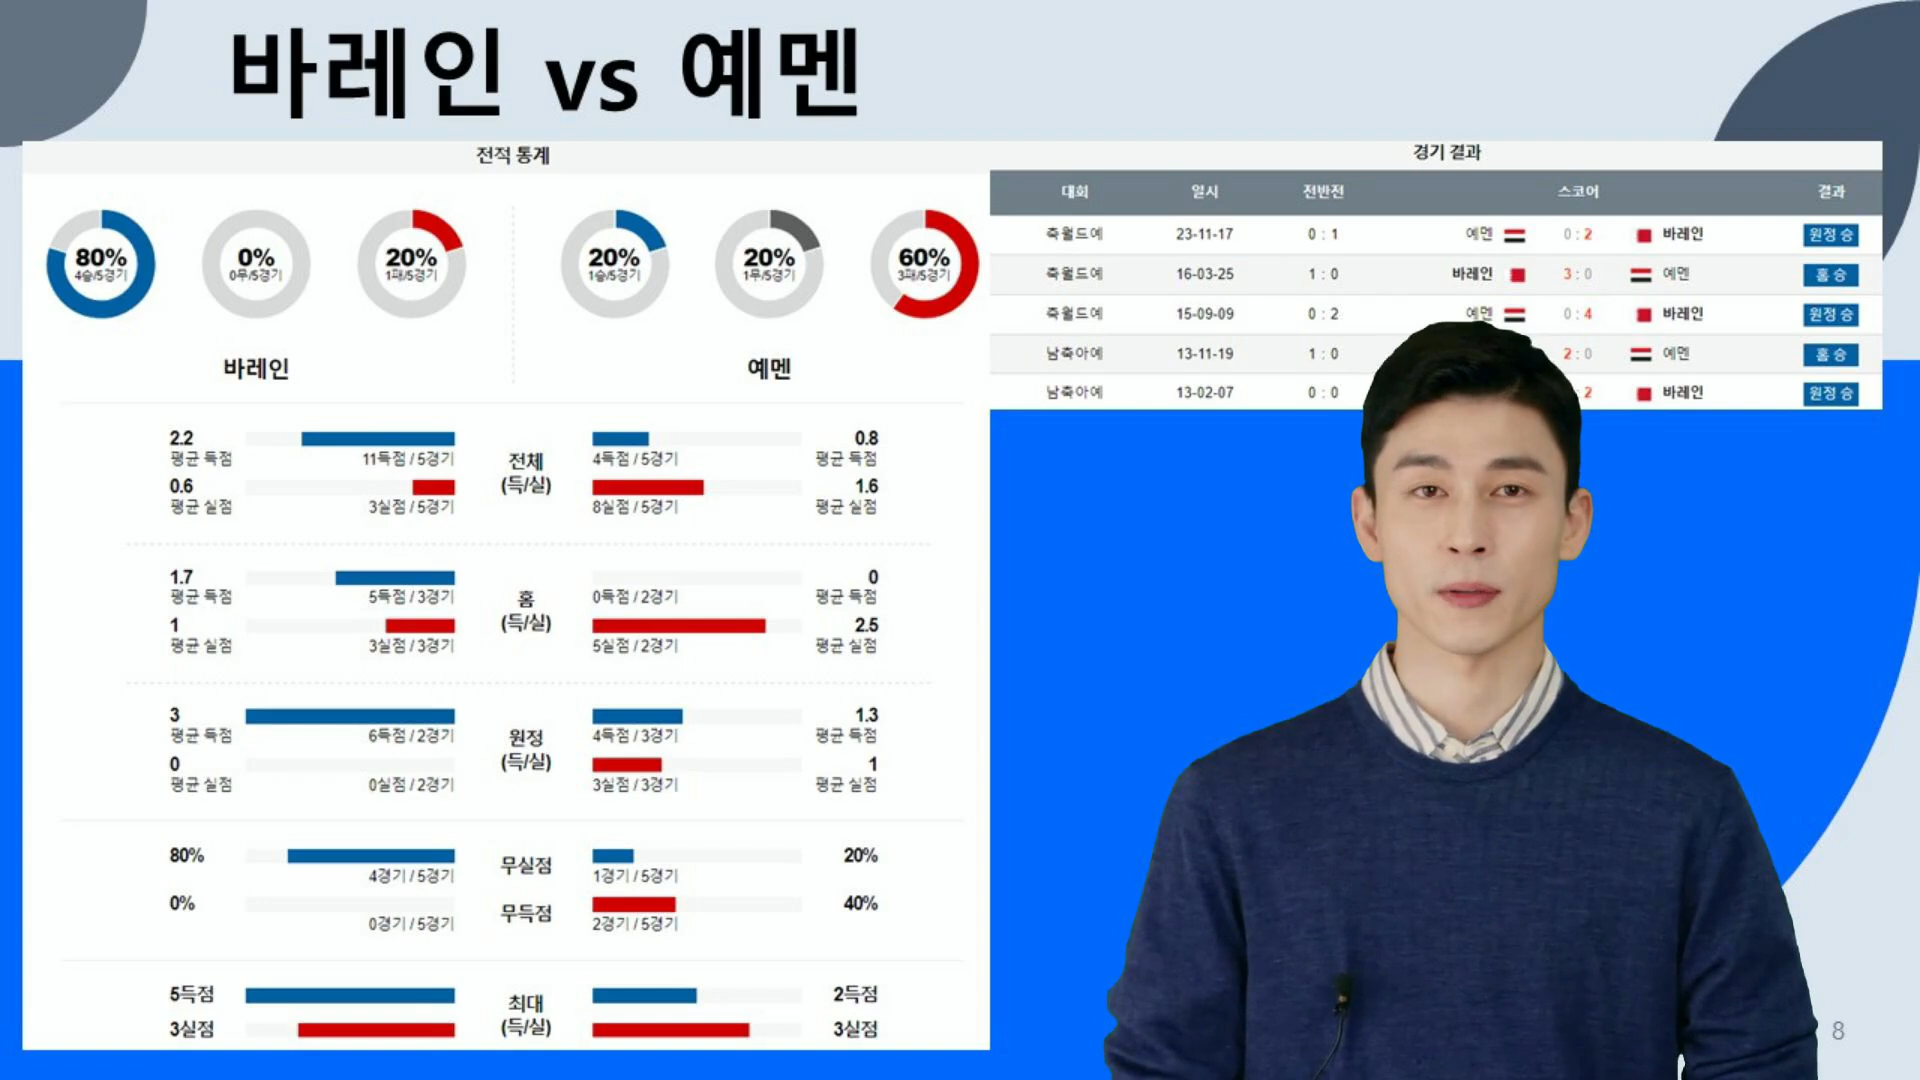 바레인 vs 예멘
전적 통계
80%
4승/5경기
0%
0무/5경기
20%
1패/5경기
20%
1승/5경기
20%
1무/5경기
60%
3패/5경기
바레인
예멘
2.2
평균 득점
11득점 / 5경기
전체
(득/실)
4득점 / 5경기
0.8
평균 득점
0.6
평균 실점
3실점 / 5경기
8실점 / 5경기
1.6
평균 실점
1.7
평균 득점
5득점 / 3경기
홈
(득/실)
0득점 / 2경기
0
평균 득점
1
평균 실점
3실점 / 3경기
5실점 / 2경기
2.5
평균 실점
3
평균 득점
6득점 / 2경기
원정
(득/실)
4득점 / 3경기
1.3
평균 득점
0
평균 실점
0실점 / 2경기
3실점 / 3경기
1
평균 실점
80%
4경기 / 5경기
무실점
1경기 / 5경기
20%
0%
0경기 / 5경기
무득점
2경기 / 5경기
40%
5득점
최대
(득/실)
2득점
3실점
3실점
경기 결과
대회 일시 전반전 스코어 결과
축월드예 23-11-17 0 : 1 예멘 0 : 2 바레인 원정 승
축월드예 16-03-25 1 : 0 바레인 3 : 0 예멘 홈 승
축월드예 15-09-09 0 : 2 예멘 0 : 4 바레인 원정 승
남축아예 13-11-19 1 : 0 2 : 0 예멘 홈 승
남축아예 13-02-07 0 : 0 : 2 바레인 원정 승
8